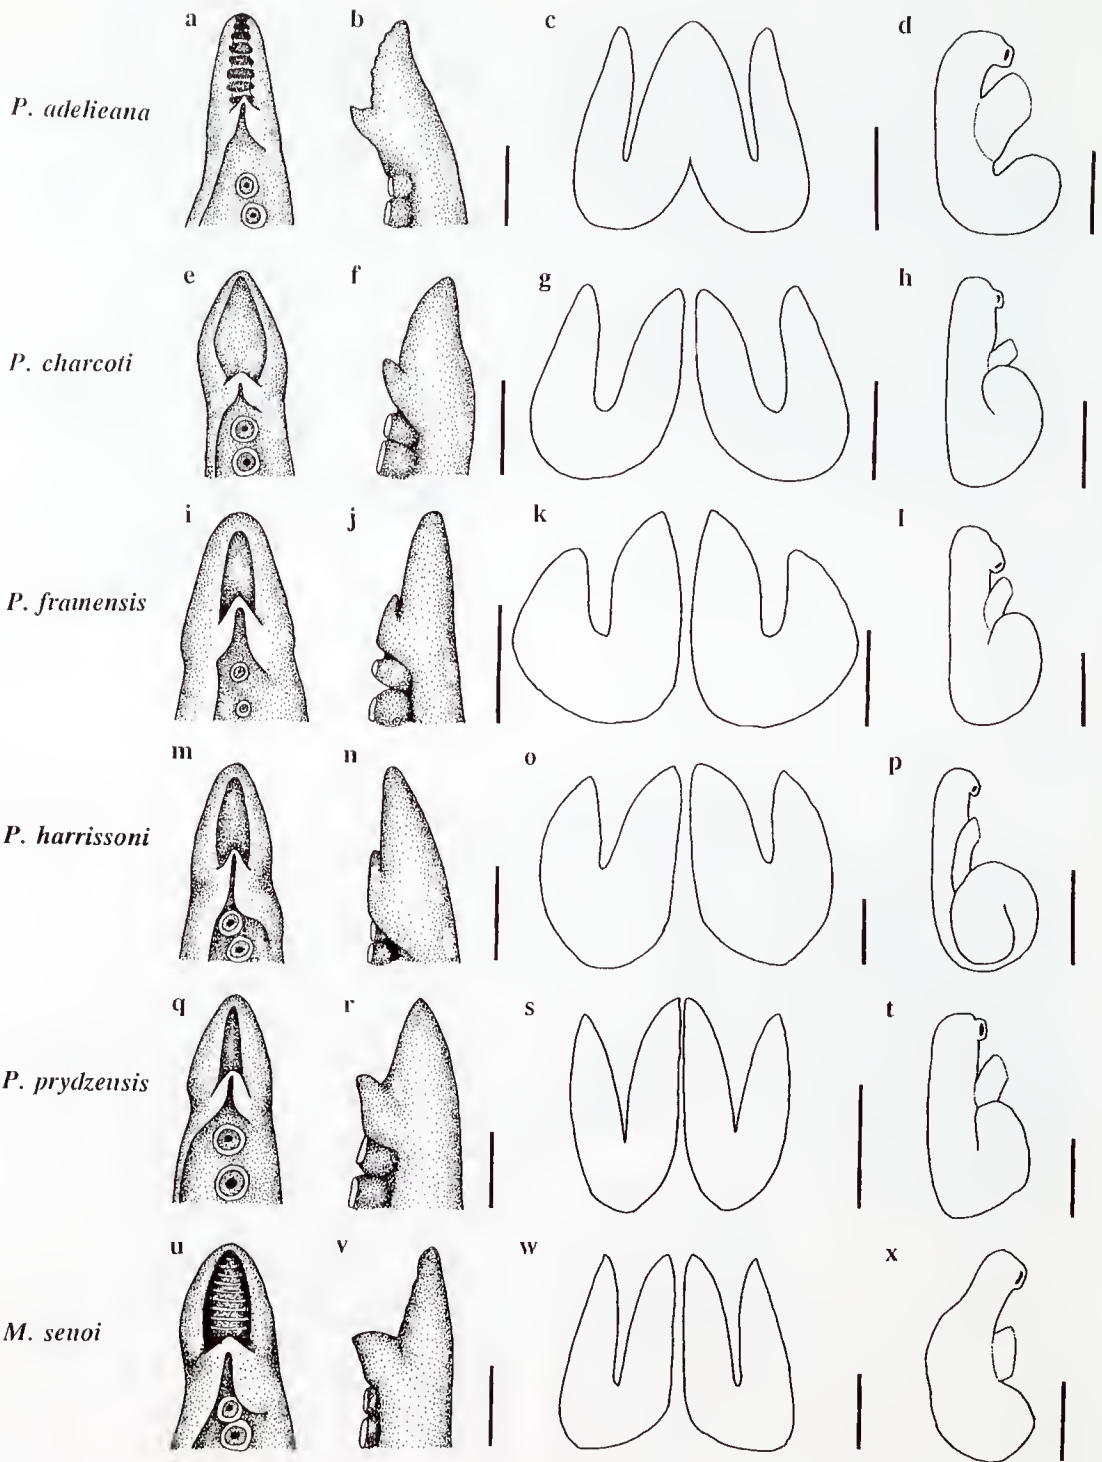 a b c d
P. adelieana
e f g h
P. charcoti
i j k l
P. framensis
m n o p
P. harrissoni
q r s t
P. prydzensis
u v w x
M. senoi